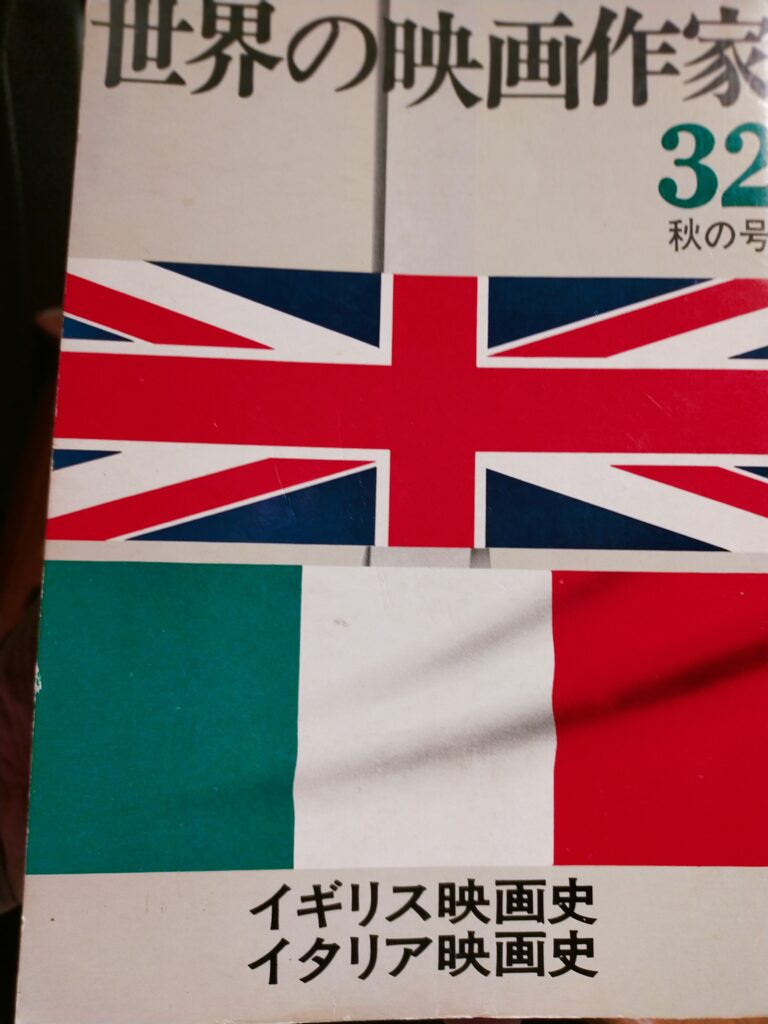 世界の映画作家
32
秋の号
イギリス映画史
イタリア映画史